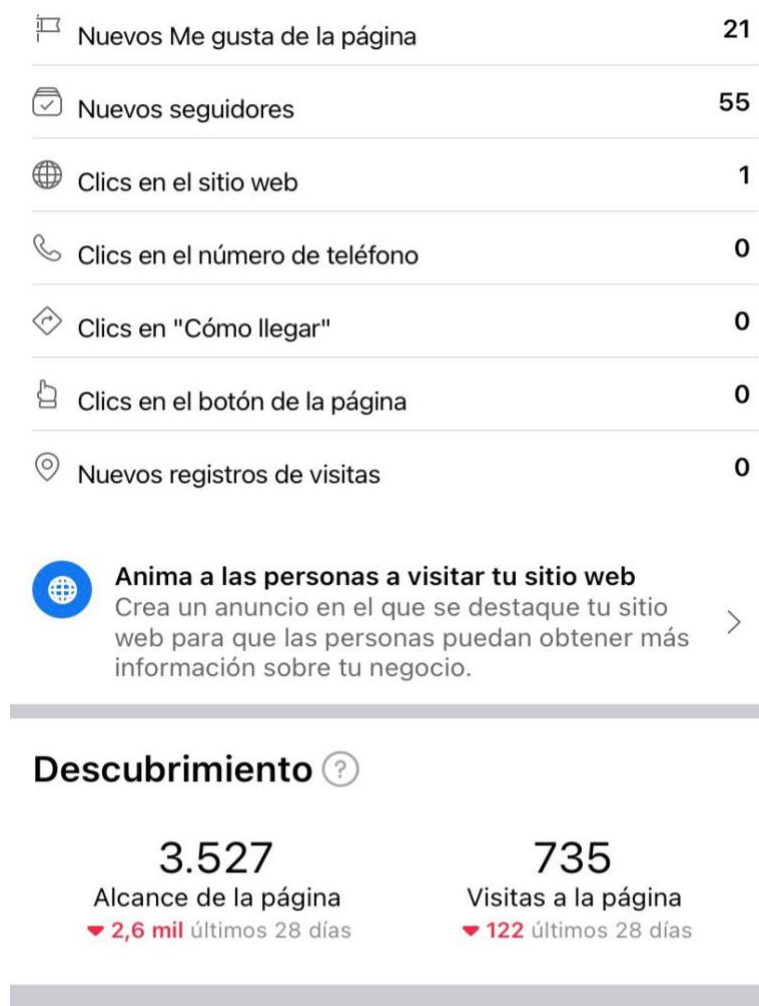 Nuevos Me gusta de la página 21
Nuevos seguidores 55
Clics en el sitio web 1
Clics en el número de teléfono 0
Clics en "Cómo llegar" 0
Clics en el botón de la página 0
Nuevos registros de visitas 0
Anima a las personas a visitar tu sitio web
Crea un anuncio en el que se destaque tu sitio
web para que las personas puedan obtener más
información sobre tu negocio.
Descubrimiento ?
3.527 735
Alcance de la página Visitas a la página
2,6 mil últimos 28 días 122 últimos 28 días